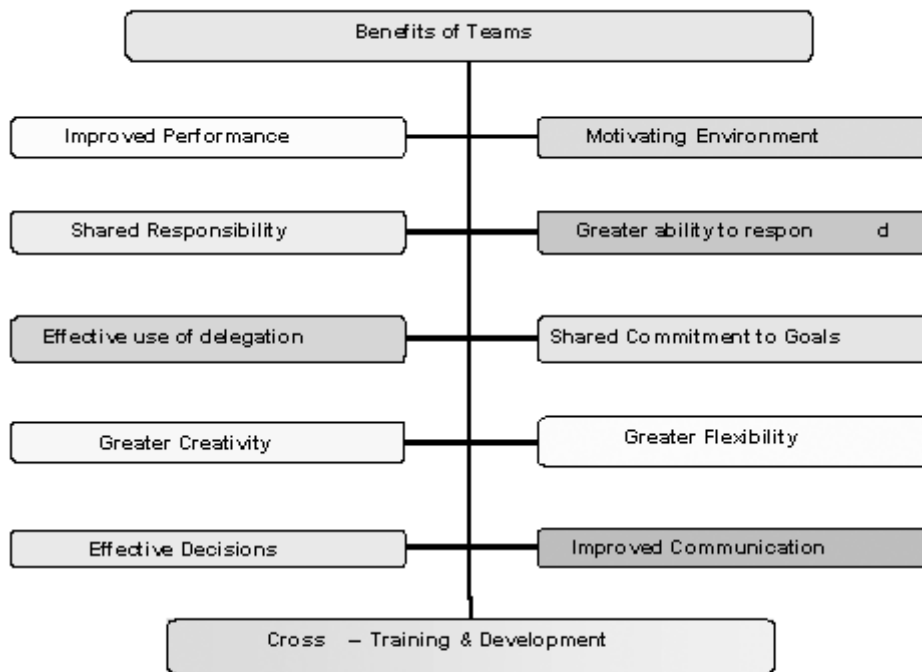 Benefits of Teams
Improved Performance
Motivating Environment
Shared Responsibility
Greater ability to respon d
Effective use of delegation
Shared Commitment to Goals
Greater Creativity
Greater Flexibility
Effective Decisions
Improved Communication
Cross – Training & Development